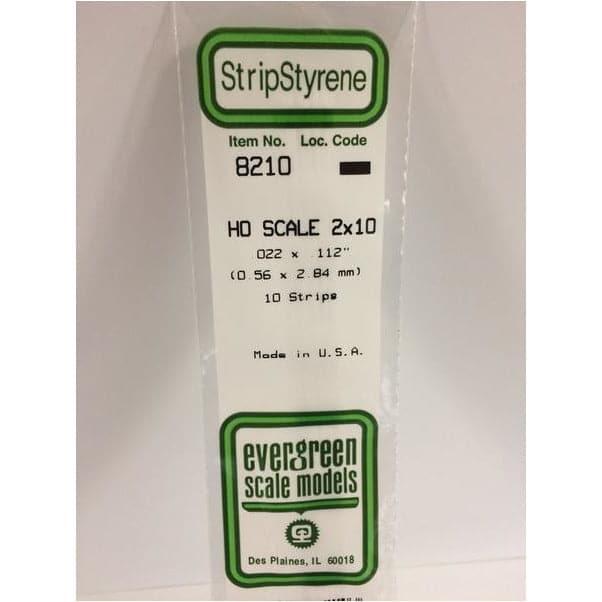 StripStyrene
Item No. Loc. Code
8210
HO SCALE 2x10
.022 x .112"
(0.56 x 2.84 mm)
10 Strips
Made in U.S.A.
evergreen
scale models
Des Plaines, IL 60018